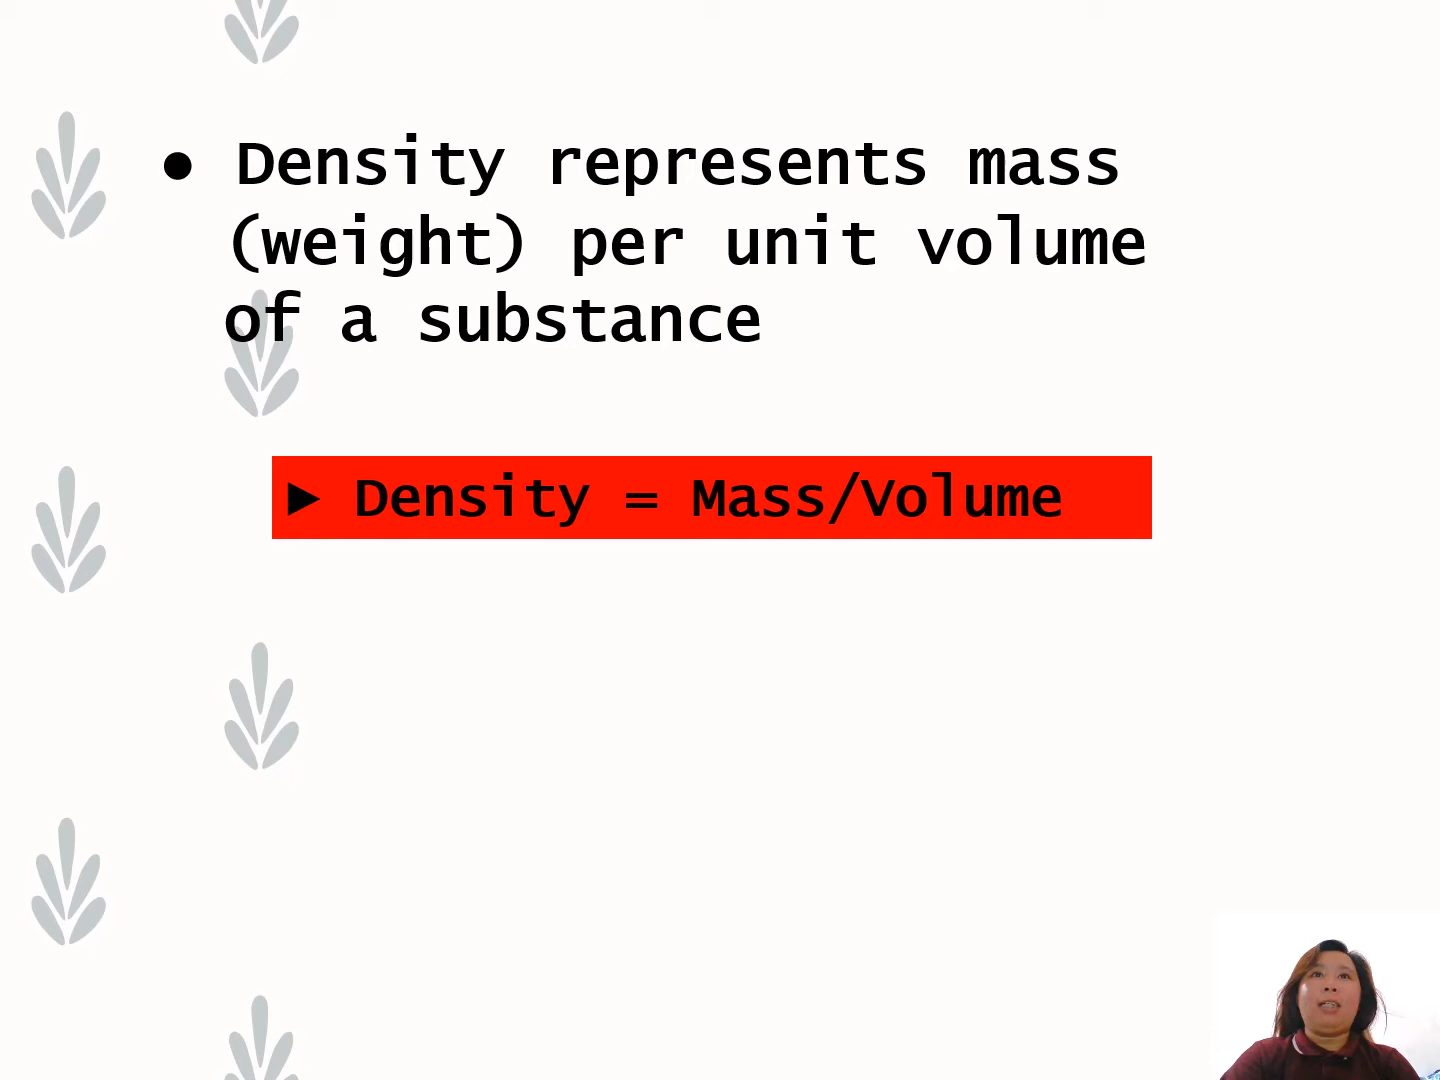 ● Density represents mass
(weight) per unit volume
of a substance
► Density = Mass/Volume